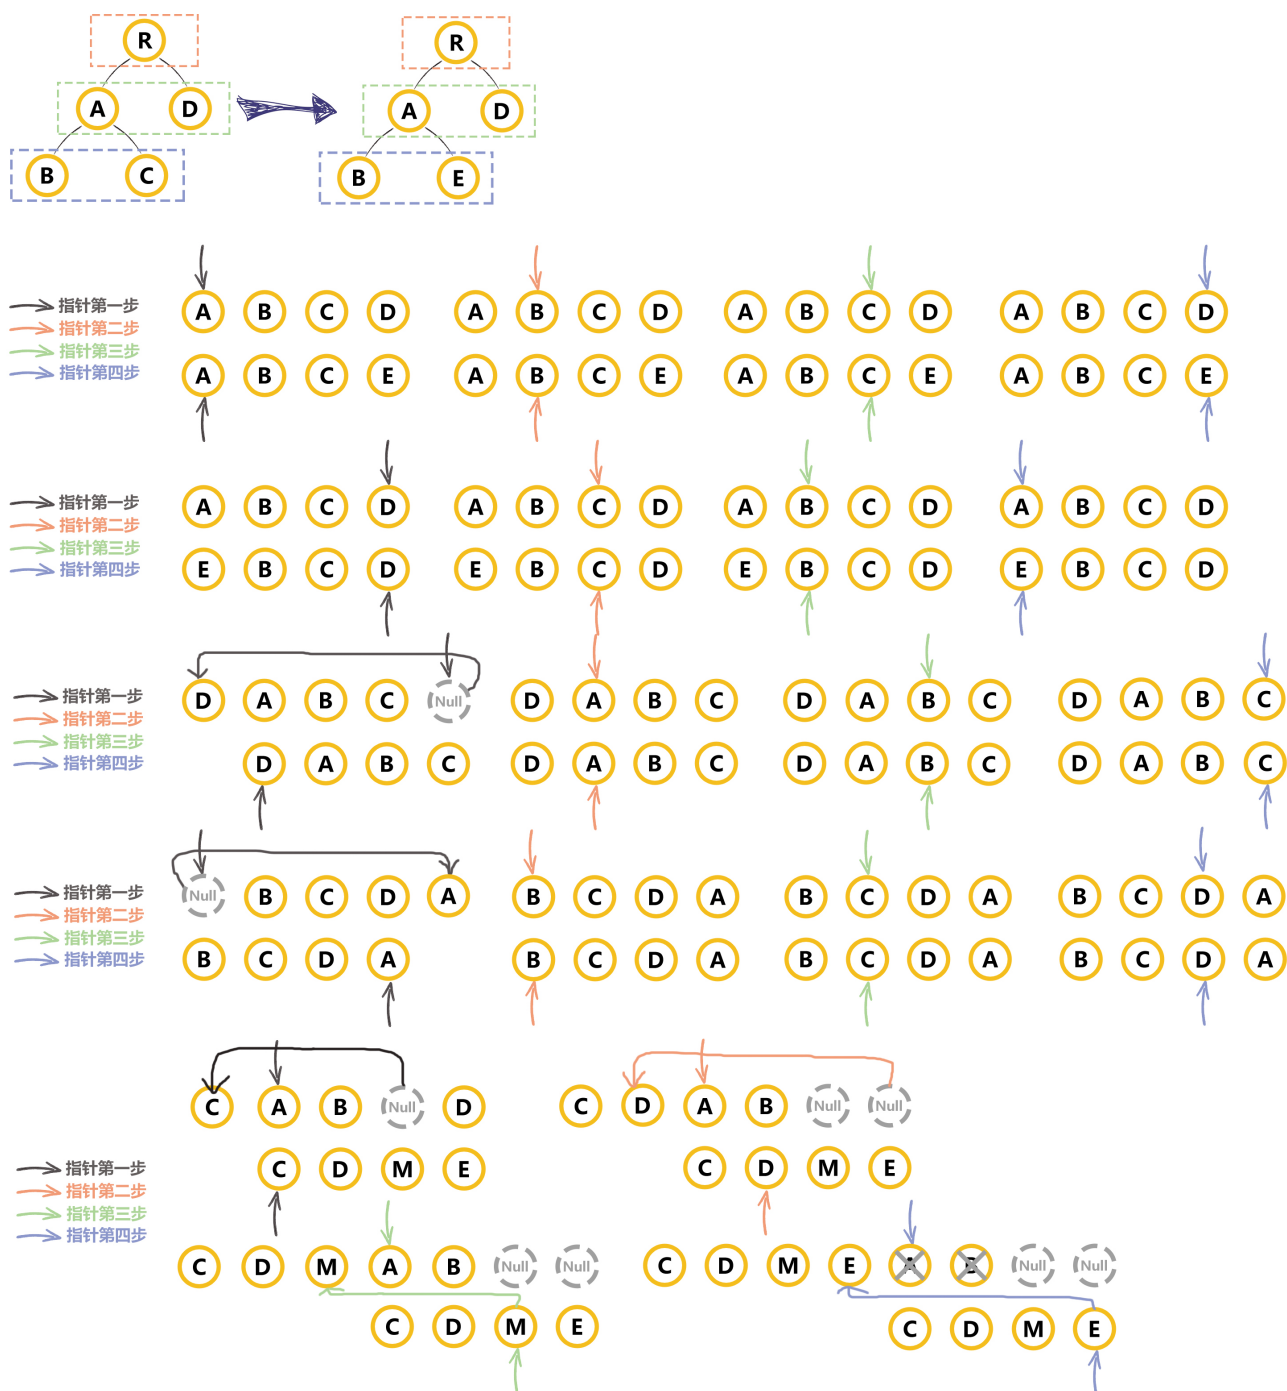 R R
A D A D
B C B E
指针第一步 A B C D A B C D A B C D A B C D
指针第二步
指针第三步
指针第四步 A B C E A B C E A B C E A B C E
指针第一步 A B C D A B C D A B C D A B C D
指针第二步
指针第三步
指针第四步 E B C D E B C D E B C D E B C D
指针第一步 D A B C Null D A B C D A B C D A B C
指针第二步
指针第三步
指针第四步 D A B C D A B C D A B C D A B C
指针第一步 Null B C D A B C D A B C D A B C D A
指针第二步
指针第三步
指针第四步 B C D A B C D A B C D A B C D A
C A B Null D C D A B Null Null
指针第一步 C D M E C D M E
指针第二步
指针第三步
指针第四步
C D M A B Null Null C D M E Null Null
C D M E C D M E